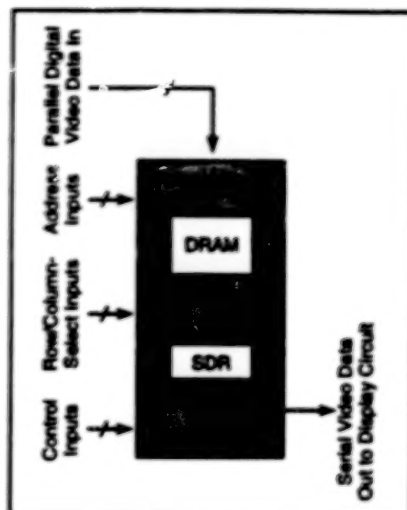 Control
Inputs
Row/Column-
Select Inputs
Address
Inputs
Parallel Digital
Video Data In
SDR
DRAM
Serial Video Data
Out to Display Circuit